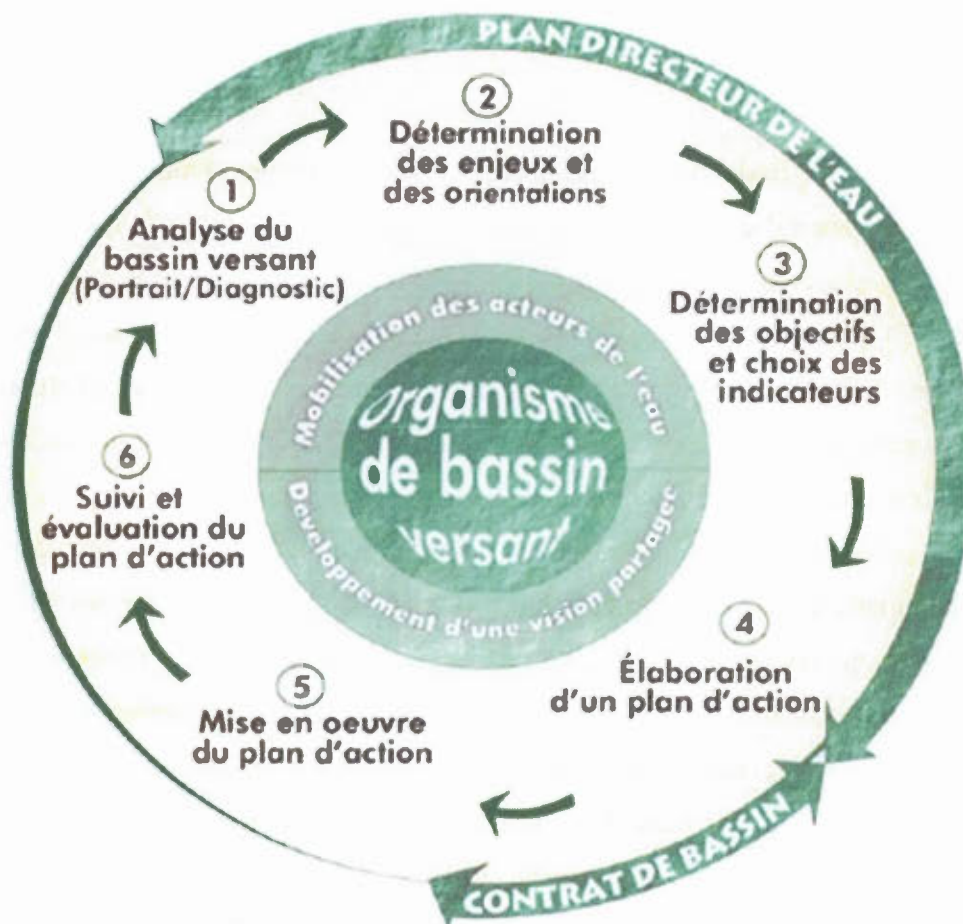 PLAN DIRECTEUR DE L'EAU
1
Analyse du
bassin versant
(Portrait/Diagnostic)
2
Détermination
des enjeux et
des orientations
3
Détermination
des objectifs
et choix des
indicateurs
4
Élaboration
d'un plan d'action
5
Mise en oeuvre
du plan d'action
6
Suivi et
évaluation du
plan d'action
Mobilisation des acteurs de l'eau
Organisme
de bassin
versant
Développement d'une vision partagée
CONTRAT DE BASSIN